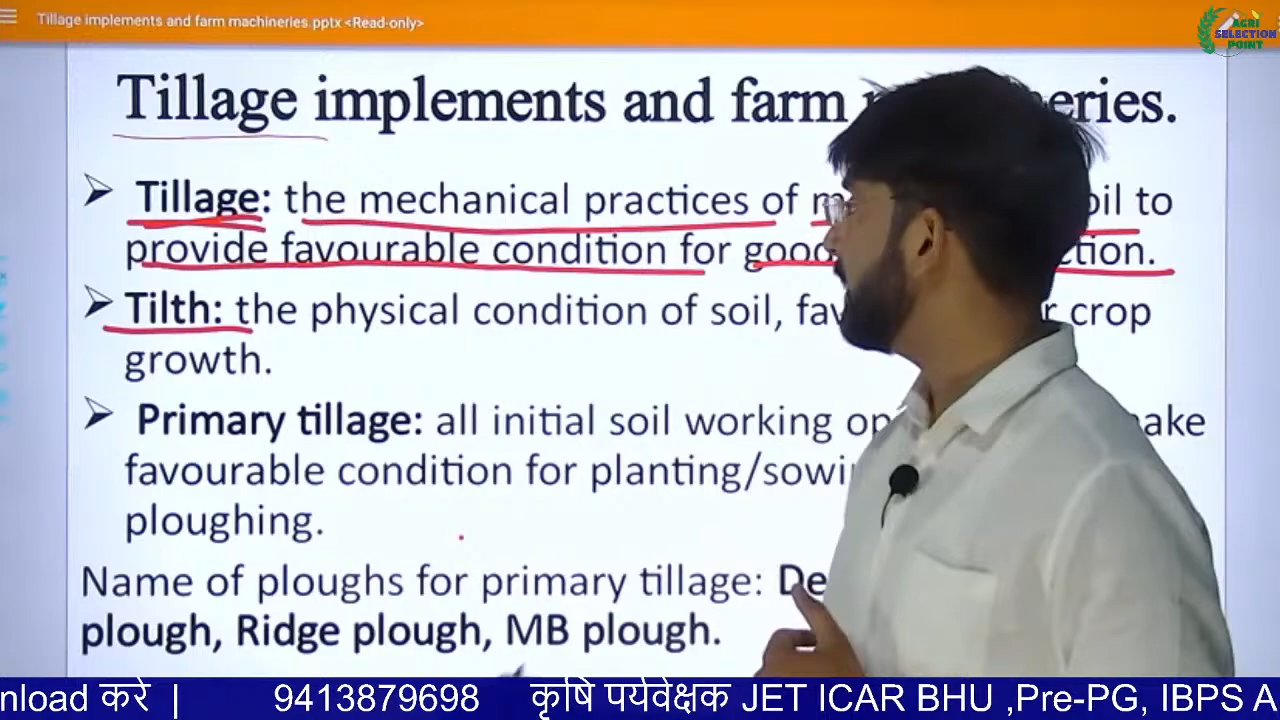 Tillage implements and farm machineries.pptx <Read-only>
AGRI
SELECTION
POINT
Tillage implements and farm eries.
➢ Tillage: the mechanical practices of oil to
provide favourable condition for good ction.
➢ Tilth: the physical condition of soil, fav r crop
growth.
➢ Primary tillage: all initial soil working op ake
favourable condition for planting/sowi
ploughing.
Name of ploughs for primary tillage: De
plough, Ridge plough, MB plough.
nload करे | 9413879698 कृषि पर्यवेक्षक JET ICAR BHU ,Pre-PG, IBPS A